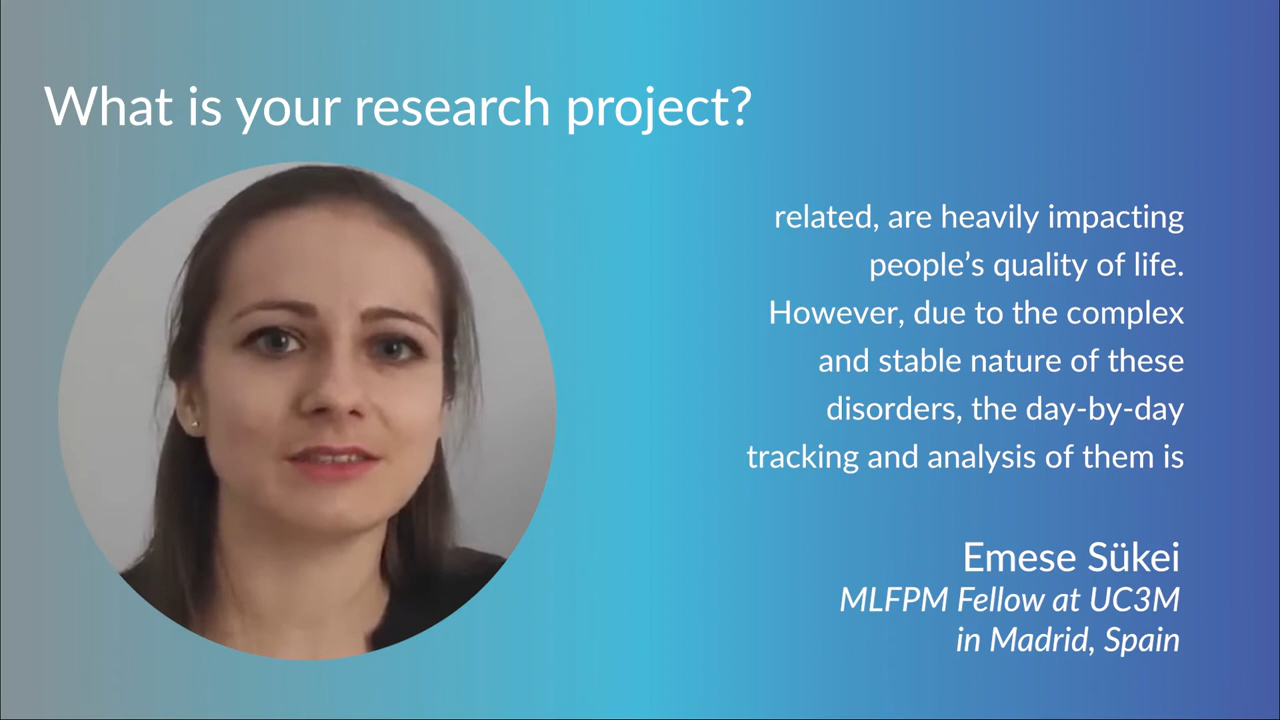 What is your research project?
related, are heavily impacting
people’s quality of life.
However, due to the complex
and stable nature of these
disorders, the day-by-day
tracking and analysis of them is
Emese Sükei
MLFPM Fellow at UC3M
in Madrid, Spain